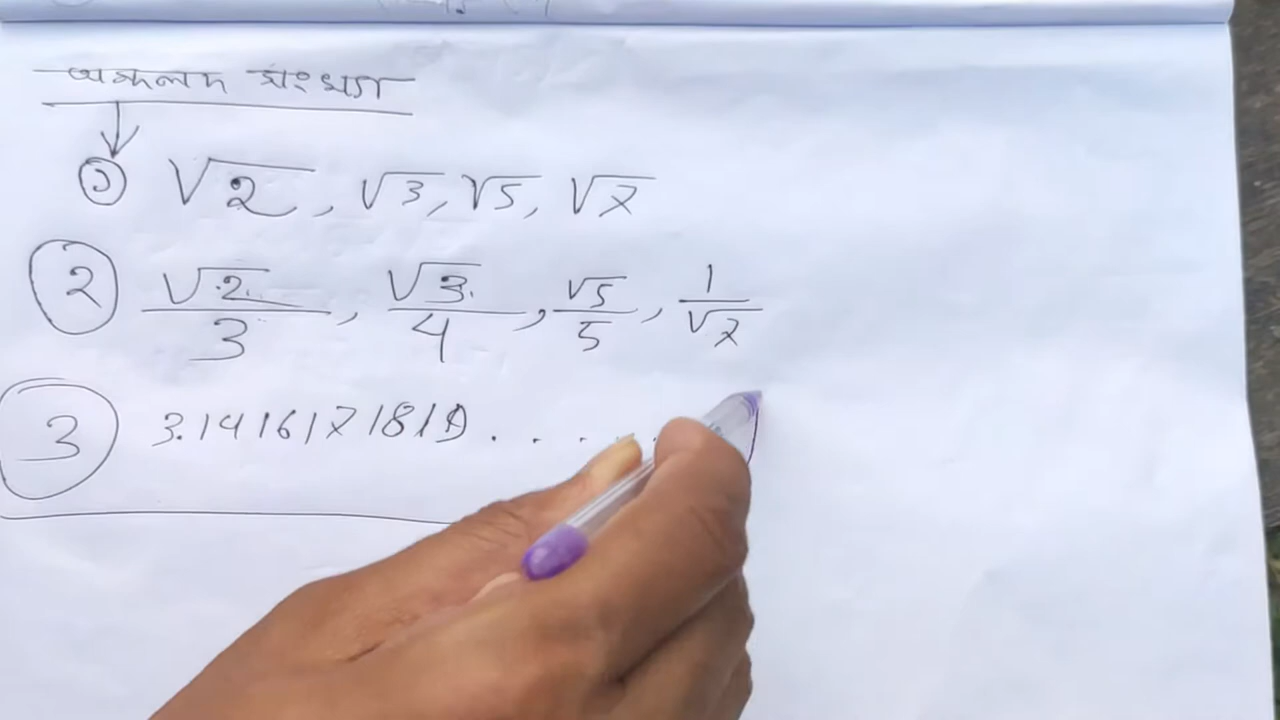 অমূলদ সংখ্যা
① √2, √3, √5, √7
② √2/3, √3/4, √5/5, 1/√7
③ 3.1416171819.....